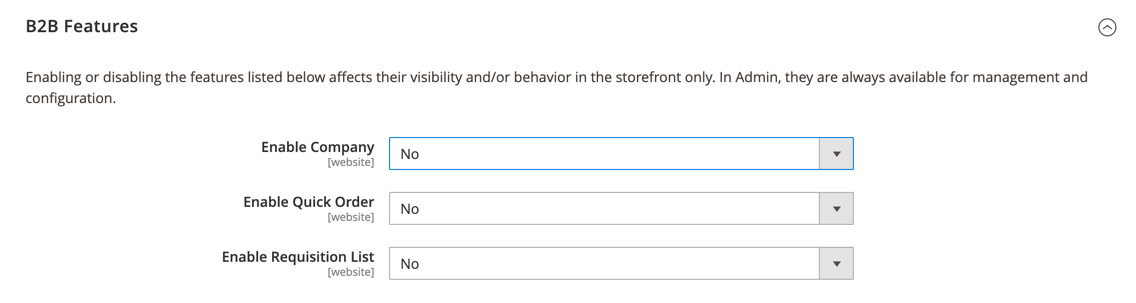 B2B Features
Enabling or disabling the features listed below affects their visibility and/or behavior in the storefront only. In Admin, they are always available for management and
configuration.
Enable Company
[website]
No
Enable Quick Order
[website]
No
Enable Requisition List
[website]
No